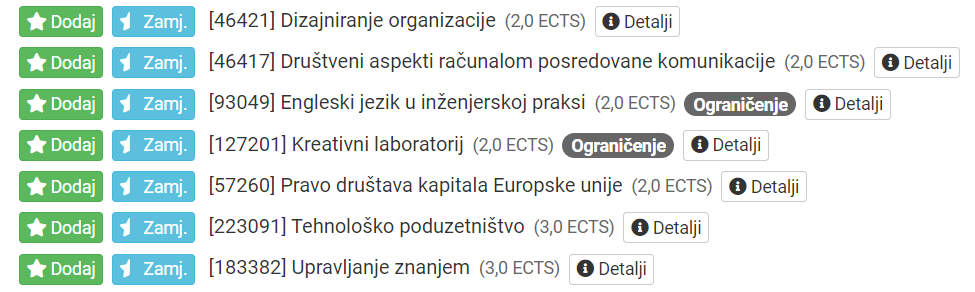 Dodaj Zamj. [46421] Dizajniranje organizacije (2,0 ECTS) Detalji
Dodaj Zamj. [46417] Društveni aspekti računalom posredovane komunikacije (2,0 ECTS) Detalji
Dodaj Zamj. [93049] Engleski jezik u inženjerskoj praksi (2,0 ECTS) Ograničenje Detalji
Dodaj Zamj. [127201] Kreativni laboratorij (2,0 ECTS) Ograničenje Detalji
Dodaj Zamj. [57260] Pravo društava kapitala Europske unije (2,0 ECTS) Detalji
Dodaj Zamj. [223091] Tehnološko poduzetništvo (3,0 ECTS) Detalji
Dodaj Zamj. [183382] Upravljanje znanjem (3,0 ECTS) Detalji